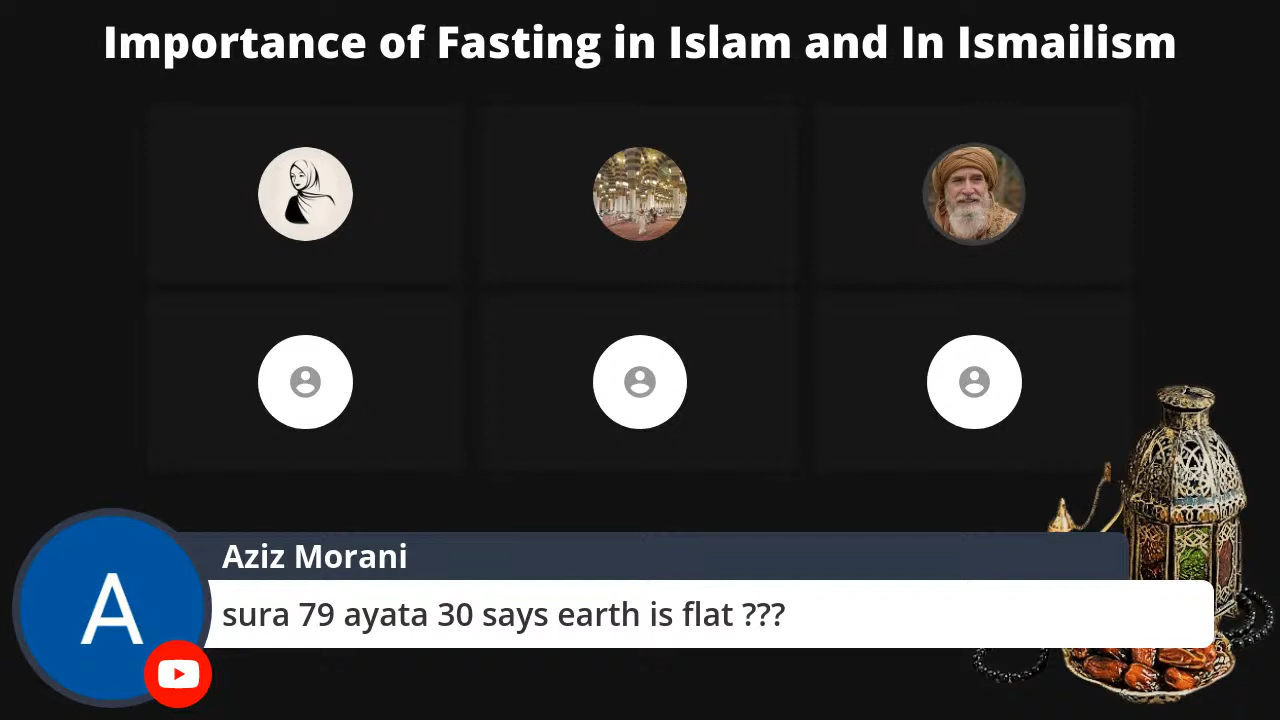 Importance of Fasting in Islam and In Ismailism
A
Aziz Morani
sura 79 ayata 30 says earth is flat ???